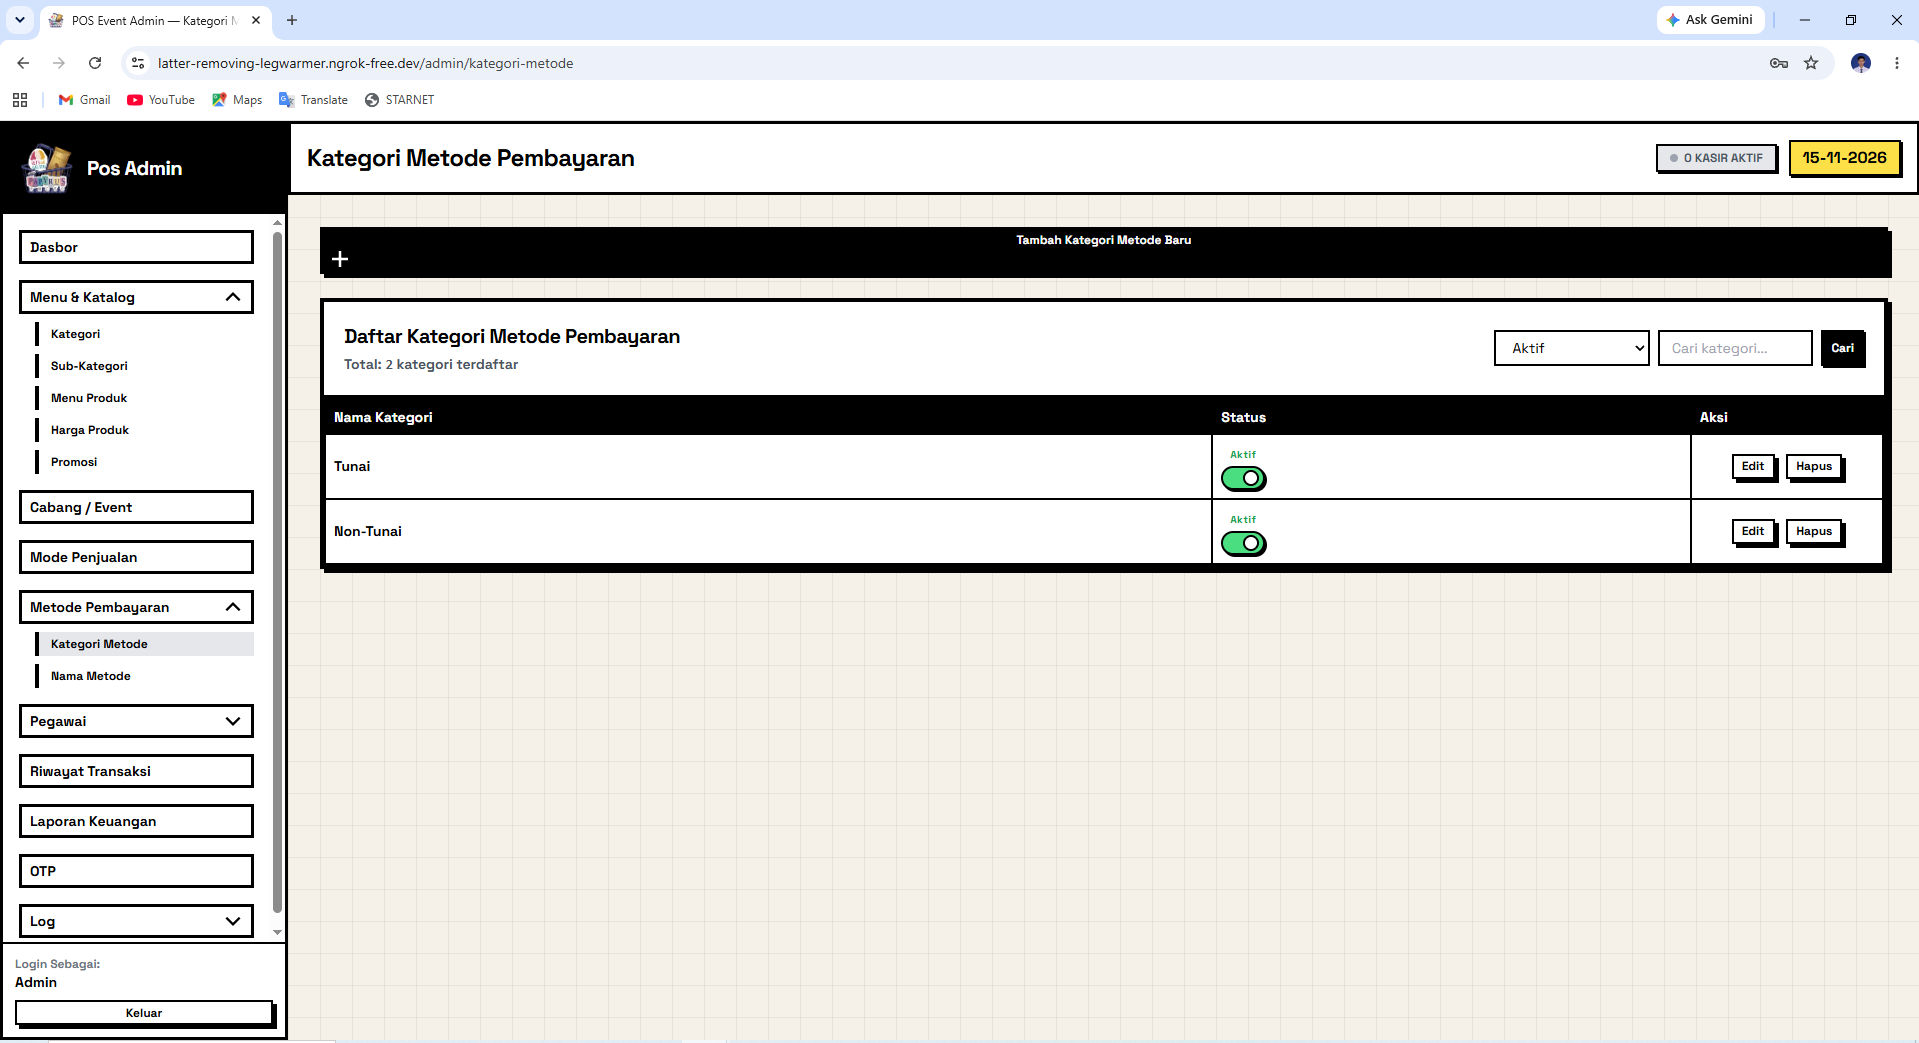 POS Event Admin — Kategori M
Ask Gemini
latter-removing-legwarmer.ngrok-free.dev/admin/kategori-metode
Gmail
YouTube
Maps
Translate
STARNET
Pos Admin
Kategori Metode Pembayaran
0 KASIR AKTIF
15-11-2026
Dasbor
Menu & Katalog
Kategori
Sub-Kategori
Menu Produk
Harga Produk
Promosi
Cabang / Event
Mode Penjualan
Metode Pembayaran
Kategori Metode
Nama Metode
Pegawai
Riwayat Transaksi
Laporan Keuangan
OTP
Log
Login Sebagai:
Admin
Keluar
Tambah Kategori Metode Baru
Daftar Kategori Metode Pembayaran
Total: 2 kategori terdaftar
Aktif
Cari kategori...
Cari
Nama Kategori Status Aksi
Tunai Aktif Edit Hapus
Non-Tunai Aktif Edit Hapus